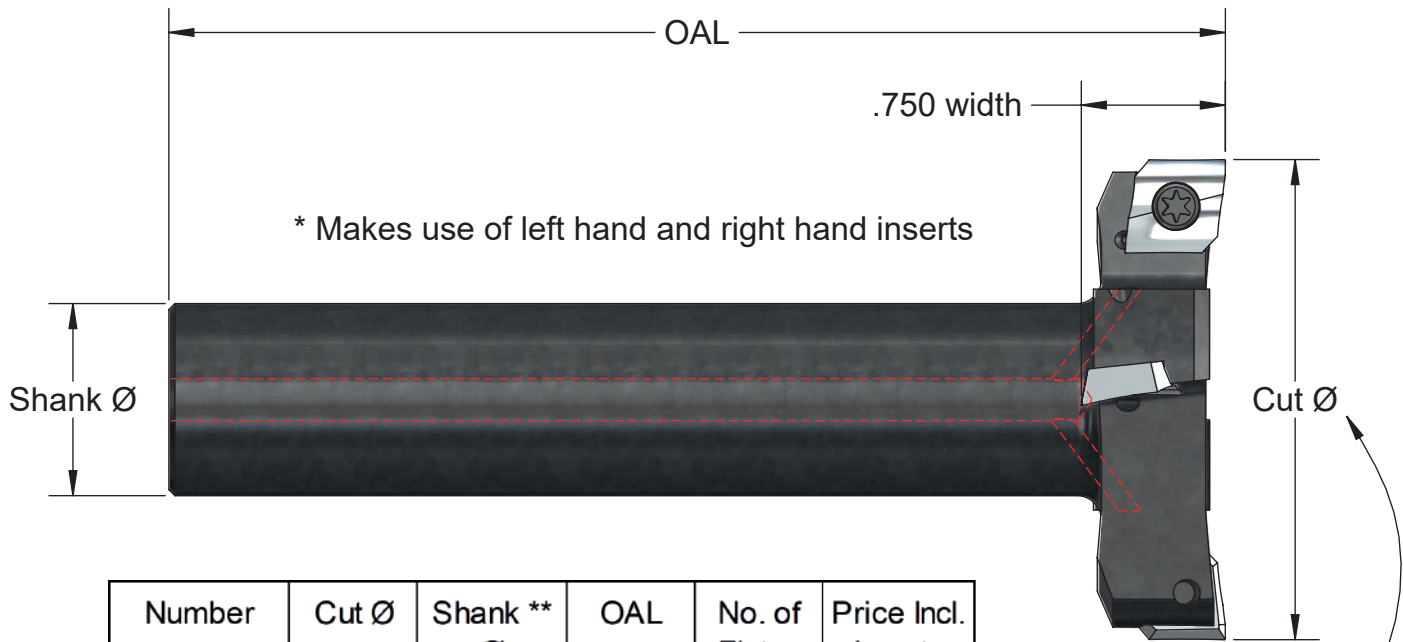 OAL
.750 width
* Makes use of left hand and right hand inserts
Shank Ø
Cut Ø
Number Cut Ø Shank ** OAL No. of Price Incl.